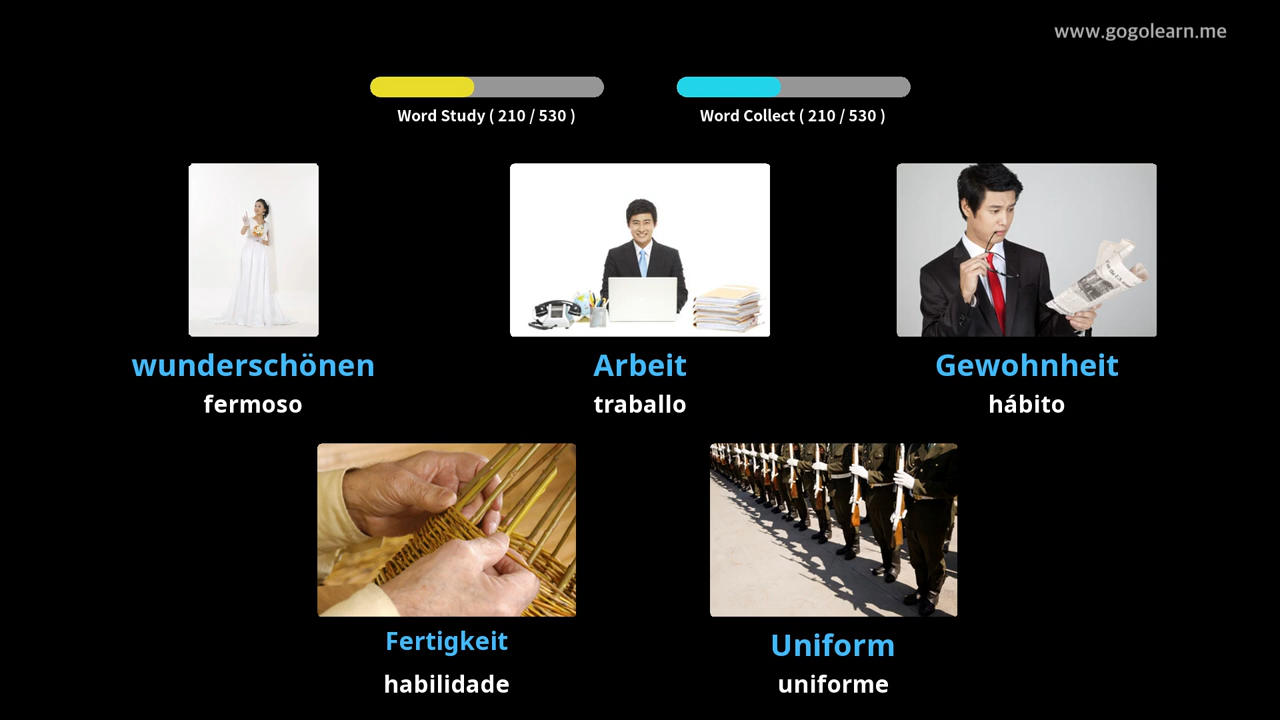 www.gogolearn.me
Word Study ( 210 / 530 )
Word Collect ( 210 / 530 )
wunderschönen
fermoso
Arbeit
traballo
Gewohnheit
hábito
Fertigkeit
habilidade
Uniform
uniforme